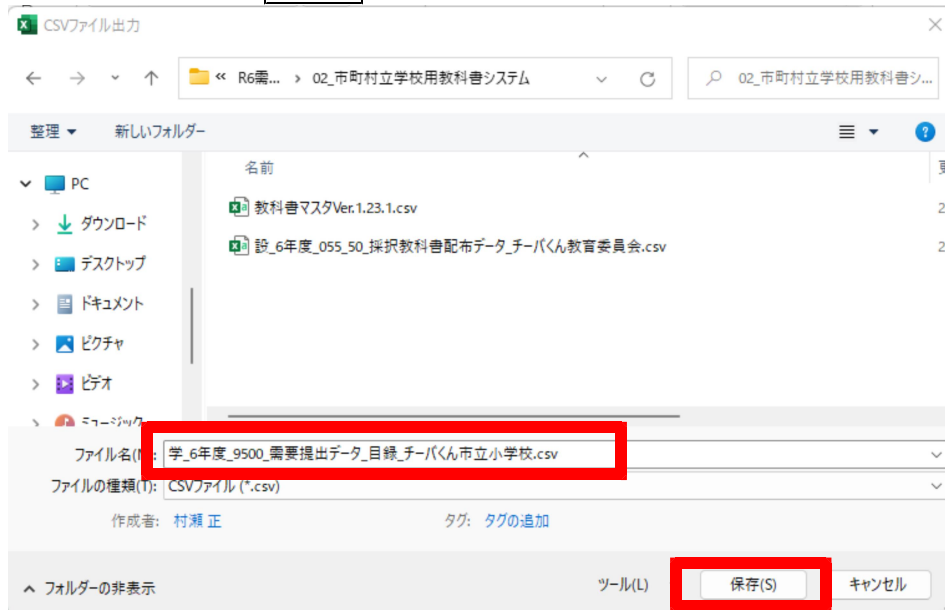 CSVファイル出力
« R6需... › 02_市町村立学校用教科書システム
02_市町村立学校用教科書シ...
整理 新しいフォルダー
名前
PC
ダウンロード
デスクトップ
ドキュメント
ピクチャ
ビデオ
ミュージック
教科書マスタVer.1.23.1.csv
設_6年度_055_50_採択教科書配布データ_チーバくん教育委員会.csv
ファイル名(N): 学_6年度_9500_需要提出データ_目録_チーバくん市立小学校.csv
ファイルの種類(T): CSVファイル (*.csv)
作成者: 村瀬 正 タグ: タグの追加
フォルダーの非表示 ツール(L) 保存(S) キャンセル